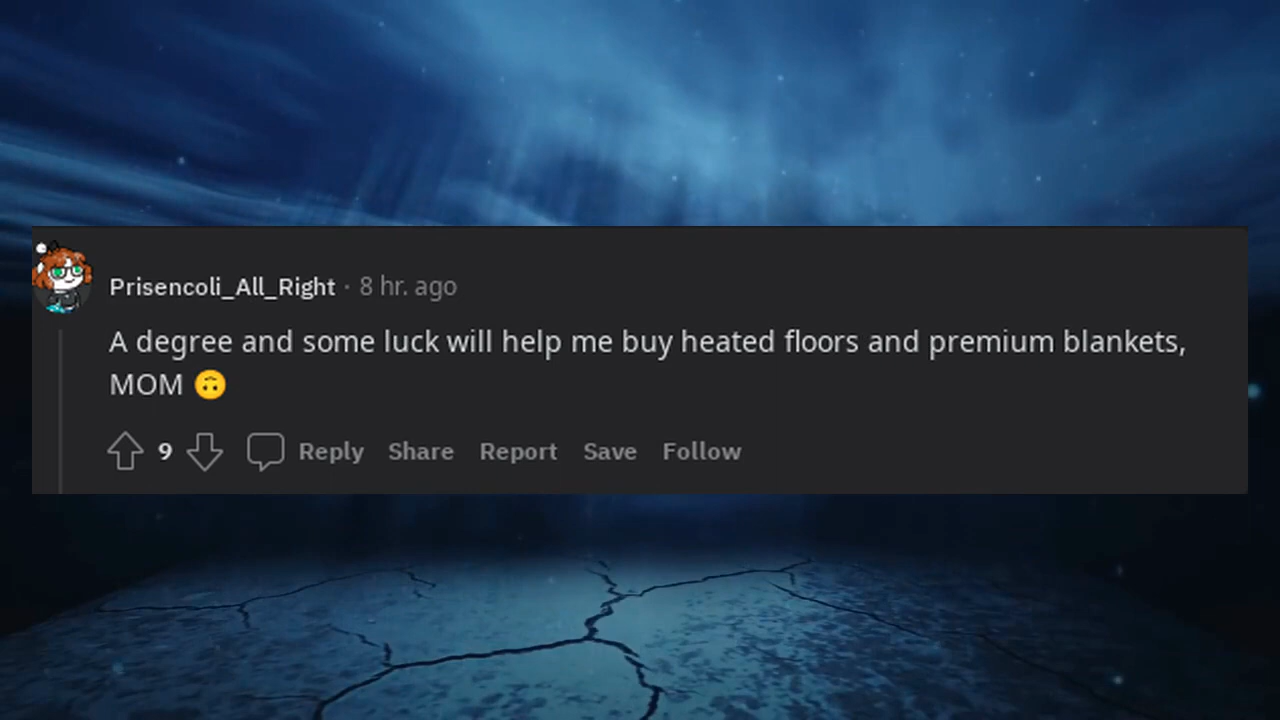 Prisencoli_All_Right · 8 hr. ago
A degree and some luck will help me buy heated floors and premium blankets,
MOM 🙃
9 Reply Share Report Save Follow